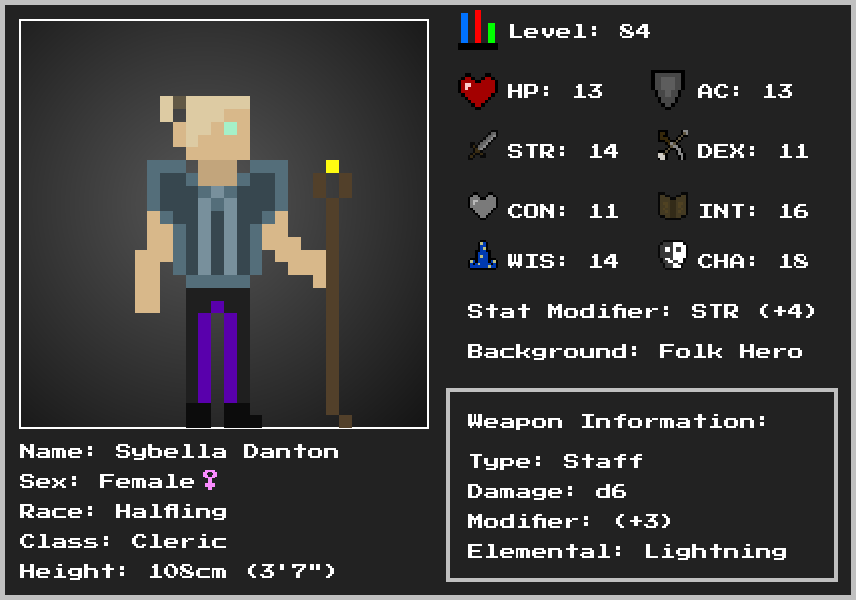 Level: 84
HP: 13 AC: 13
STR: 14 DEX: 11
CON: 11 INT: 16
WIS: 14 CHA: 18
Stat Modifier: STR (+4)
Background: Folk Hero
Weapon Information:
Type: Staff
Damage: d6
Modifier: (+3)
Elemental: Lightning
Name: Sybella Danton
Sex: Female♀
Race: Halfling
Class: Cleric
Height: 108cm (3'7")